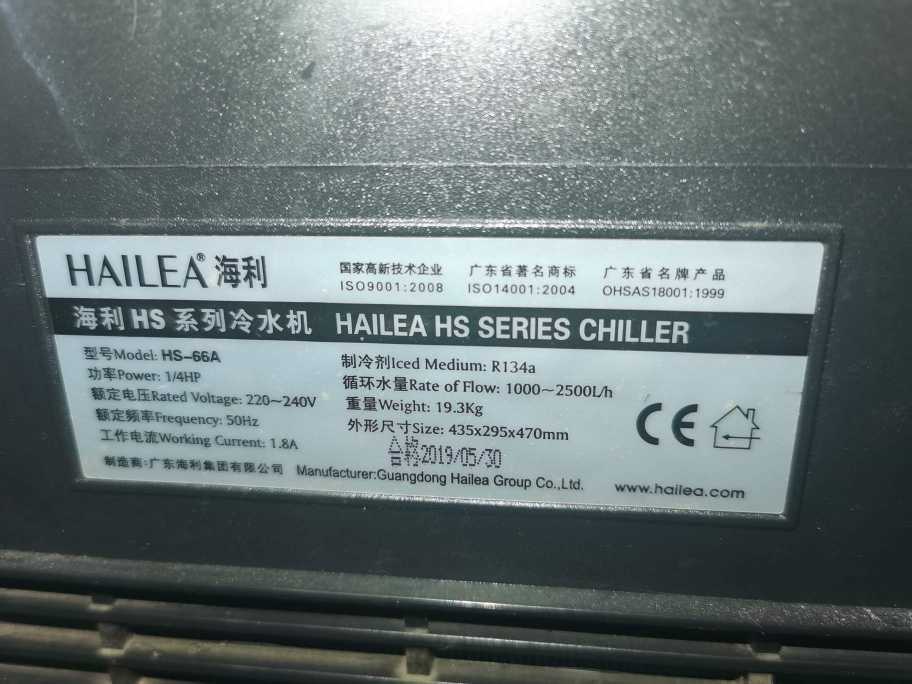 HAILEA® 海利
国家高新技术企业 广东省著名商标 广东省名牌产品
ISO9001:2008 ISO14001:2004 OHSAS18001:1999
海利 HS 系列冷水机 HAILEA HS SERIES CHILLER
型号Model: HS-66A
功率Power: 1/4HP
额定电压Rated Voltage: 220~240V
额定频率Frequency: 50Hz
工作电流Working Current: 1.8A
制冷剂Iced Medium: R134a
循环水量Rate of Flow: 1000~2500L/h
重量Weight: 19.3Kg
外形尺寸Size: 435x295x470mm
合格2019/05/30
CE
制造商:广东海利集团有限公司 Manufacturer:Guangdong Hailea Group Co.,Ltd. www.hailea.com